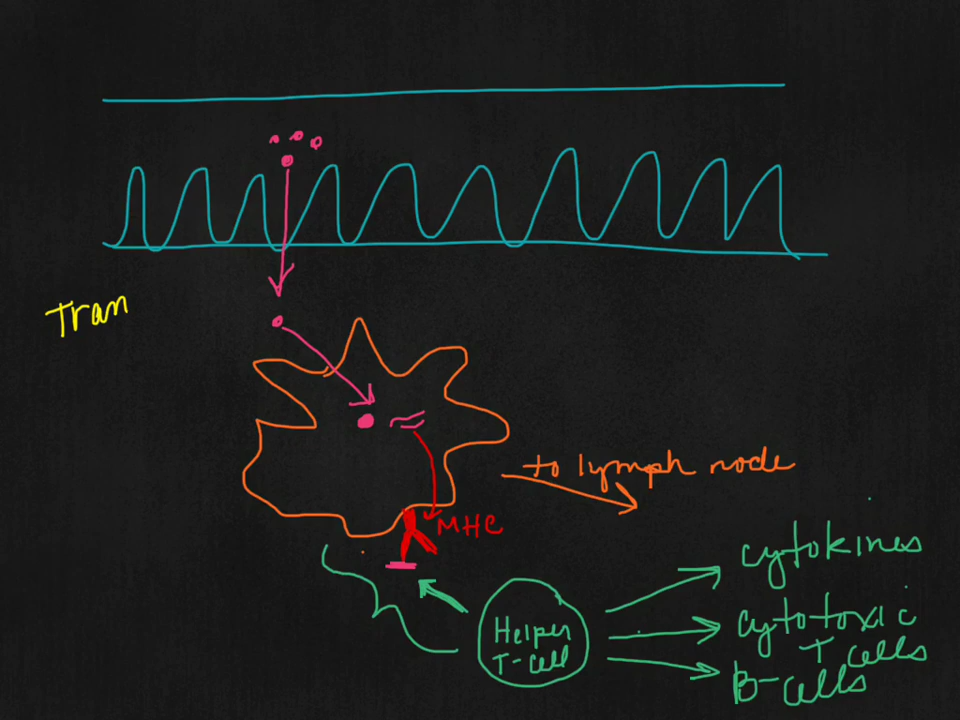 Tran
to lymph node
MHC
cytokines
Helper
T-cell
cytotoxic
T cells
B-cells